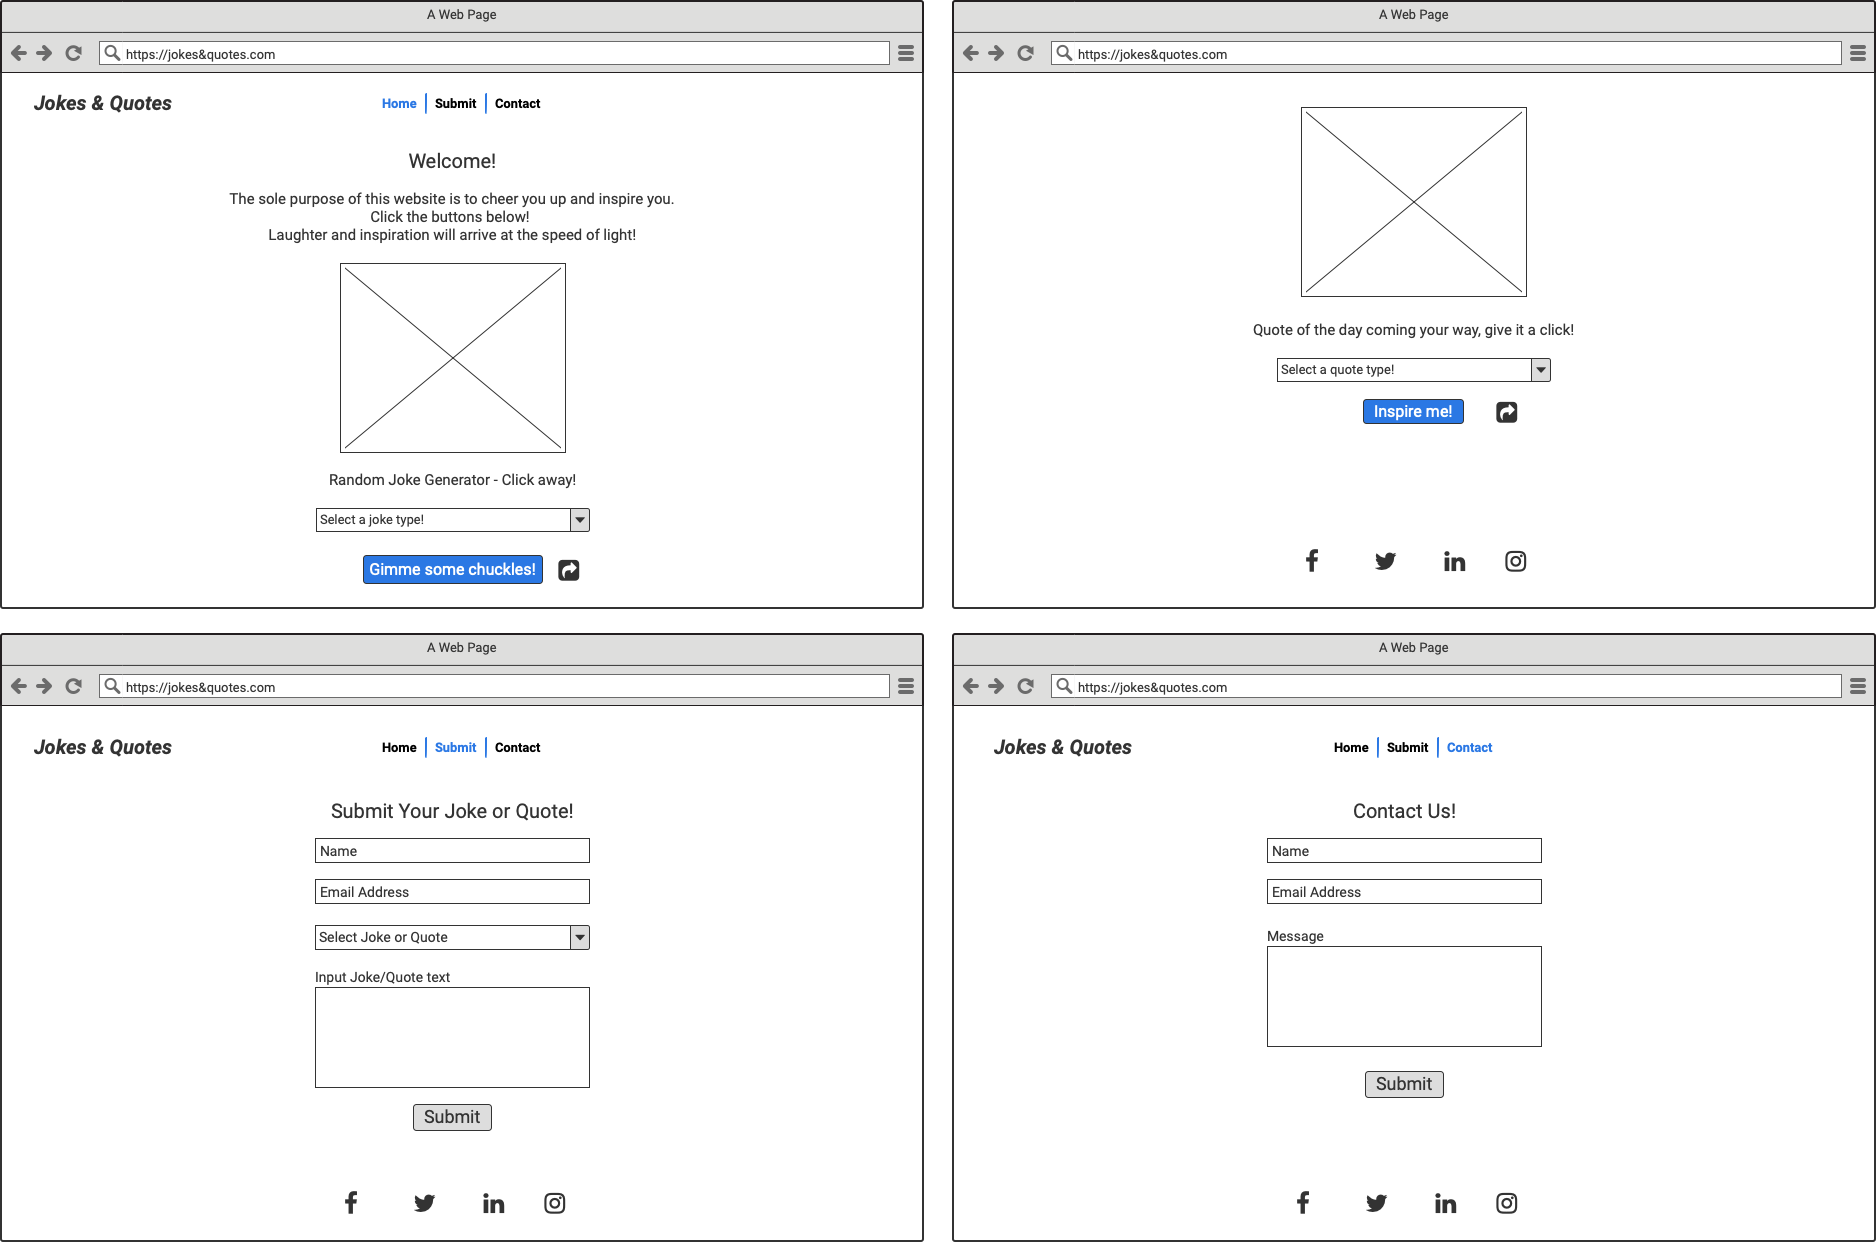 A Web Page
https://jokes&quotes.com
Jokes & Quotes
Home Submit Contact
Welcome!
The sole purpose of this website is to cheer you up and inspire you.
Click the buttons below!
Laughter and inspiration will arrive at the speed of light!
Random Joke Generator - Click away!
Select a joke type!
Gimme some chuckles!
A Web Page
https://jokes&quotes.com
Quote of the day coming your way, give it a click!
Select a quote type!
Inspire me!
A Web Page
https://jokes&quotes.com
Jokes & Quotes
Home Submit Contact
Submit Your Joke or Quote!
Name
Email Address
Select Joke or Quote
Input Joke/Quote text
Submit
A Web Page
https://jokes&quotes.com
Jokes & Quotes
Home Submit Contact
Contact Us!
Name
Email Address
Message
Submit